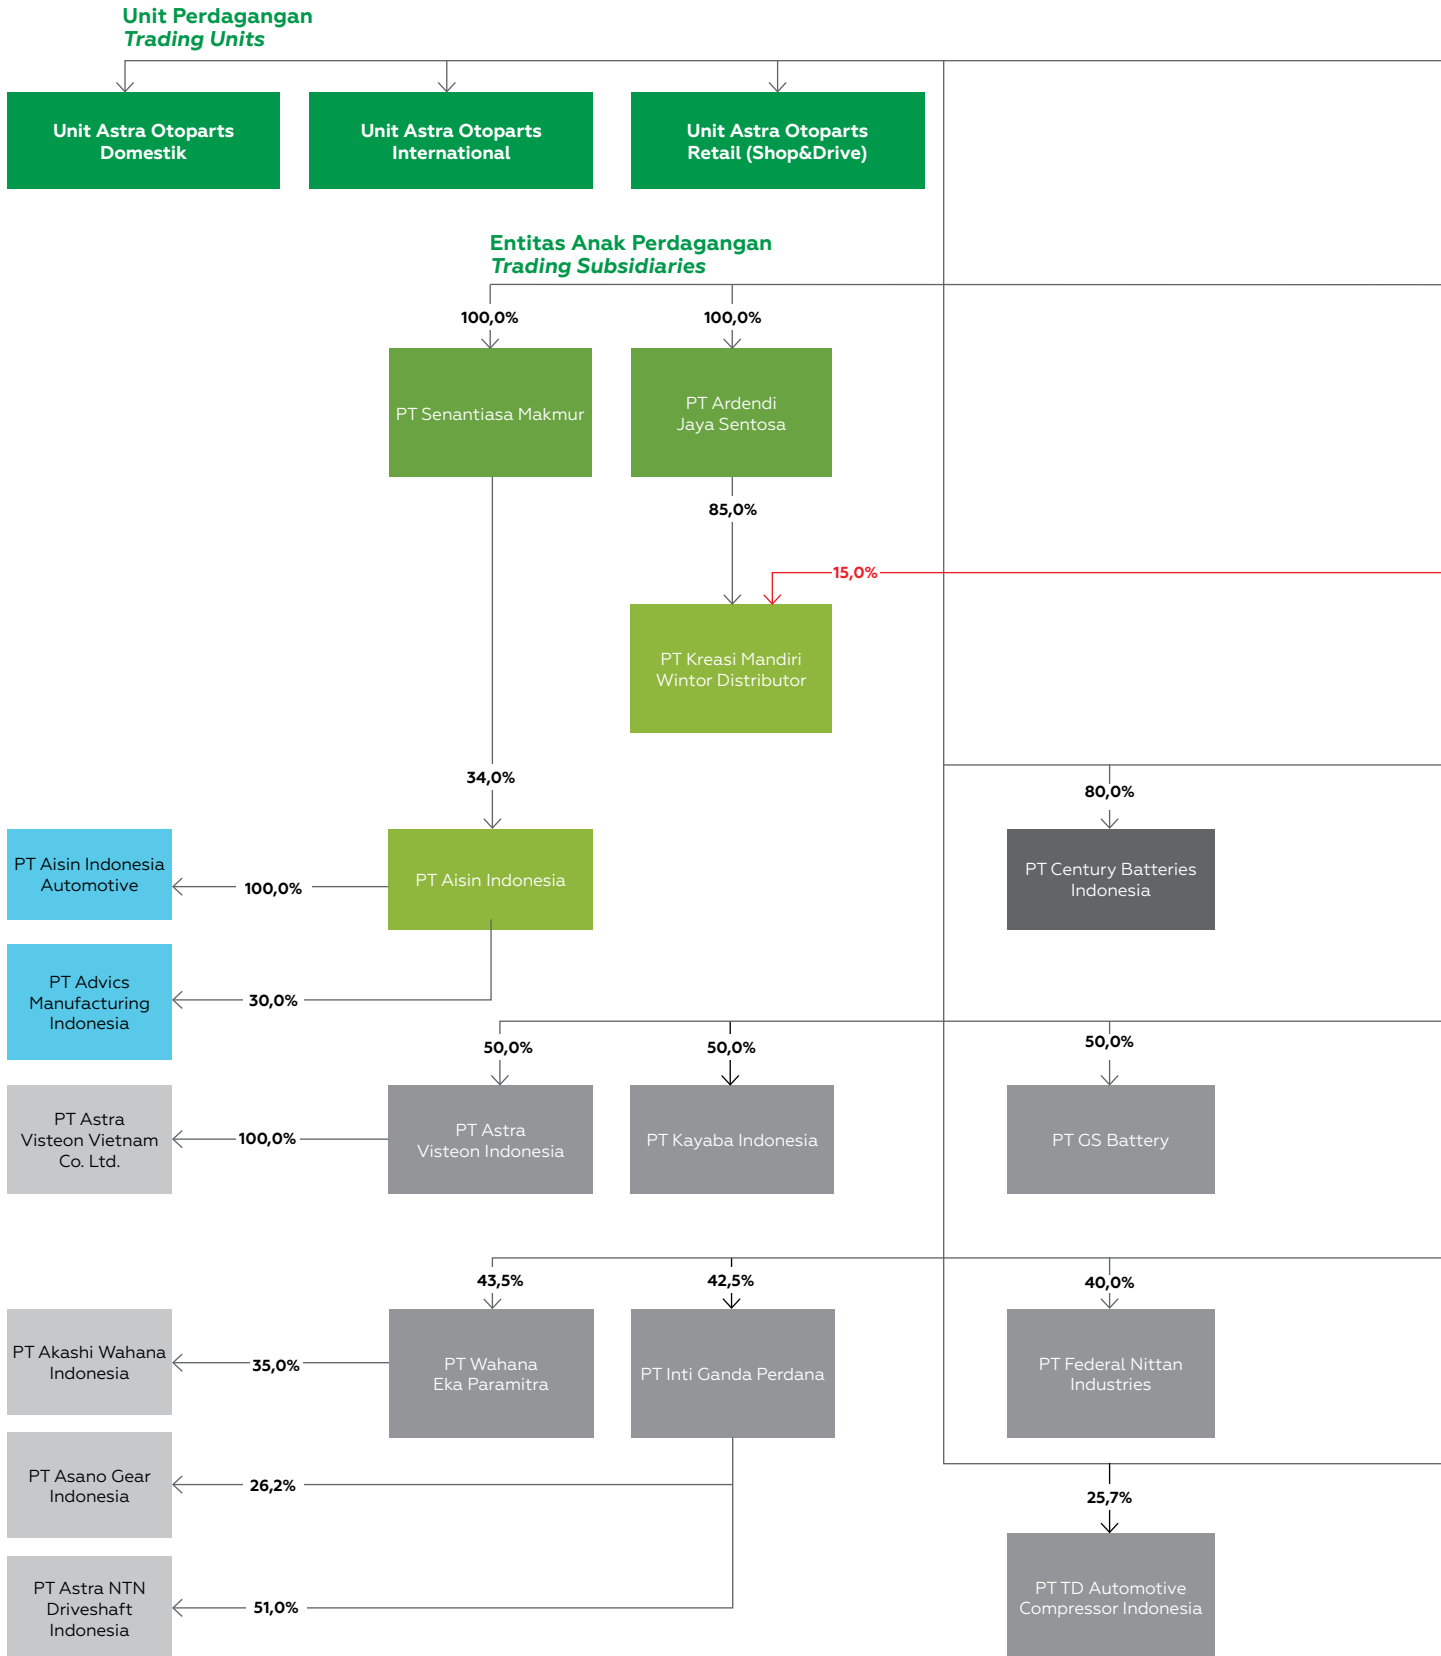 Unit Perdagangan
Trading Units
Unit Astra Otoparts
Domestik
Unit Astra Otoparts
International
Unit Astra Otoparts
Retail (Shop&Drive)
Entitas Anak Perdagangan
Trading Subsidiaries
100,0%
100,0%
PT Senantiasa Makmur
PT Ardendi
Jaya Sentosa
85,0%
15,0%
PT Kreasi Mandiri
Wintor Distributor
34,0%
80,0%
PT Aisin Indonesia
Automotive
100,0%
PT Aisin Indonesia
PT Century Batteries
Indonesia
PT Advics
Manufacturing
Indonesia
30,0%
50,0%
50,0%
50,0%
PT Astra
Visteon Vietnam
Co. Ltd.
100,0%
PT Astra
Visteon Indonesia
PT Kayaba Indonesia
PT GS Battery
43,5%
42,5%
40,0%
PT Akashi Wahana
Indonesia
35,0%
PT Wahana
Eka Paramitra
PT Inti Ganda Perdana
PT Federal Nittan
Industries
PT Asano Gear
Indonesia
26,2%
25,7%
PT Astra NTN
Driveshaft
Indonesia
51,0%
PT TD Automotive
Compressor Indonesia